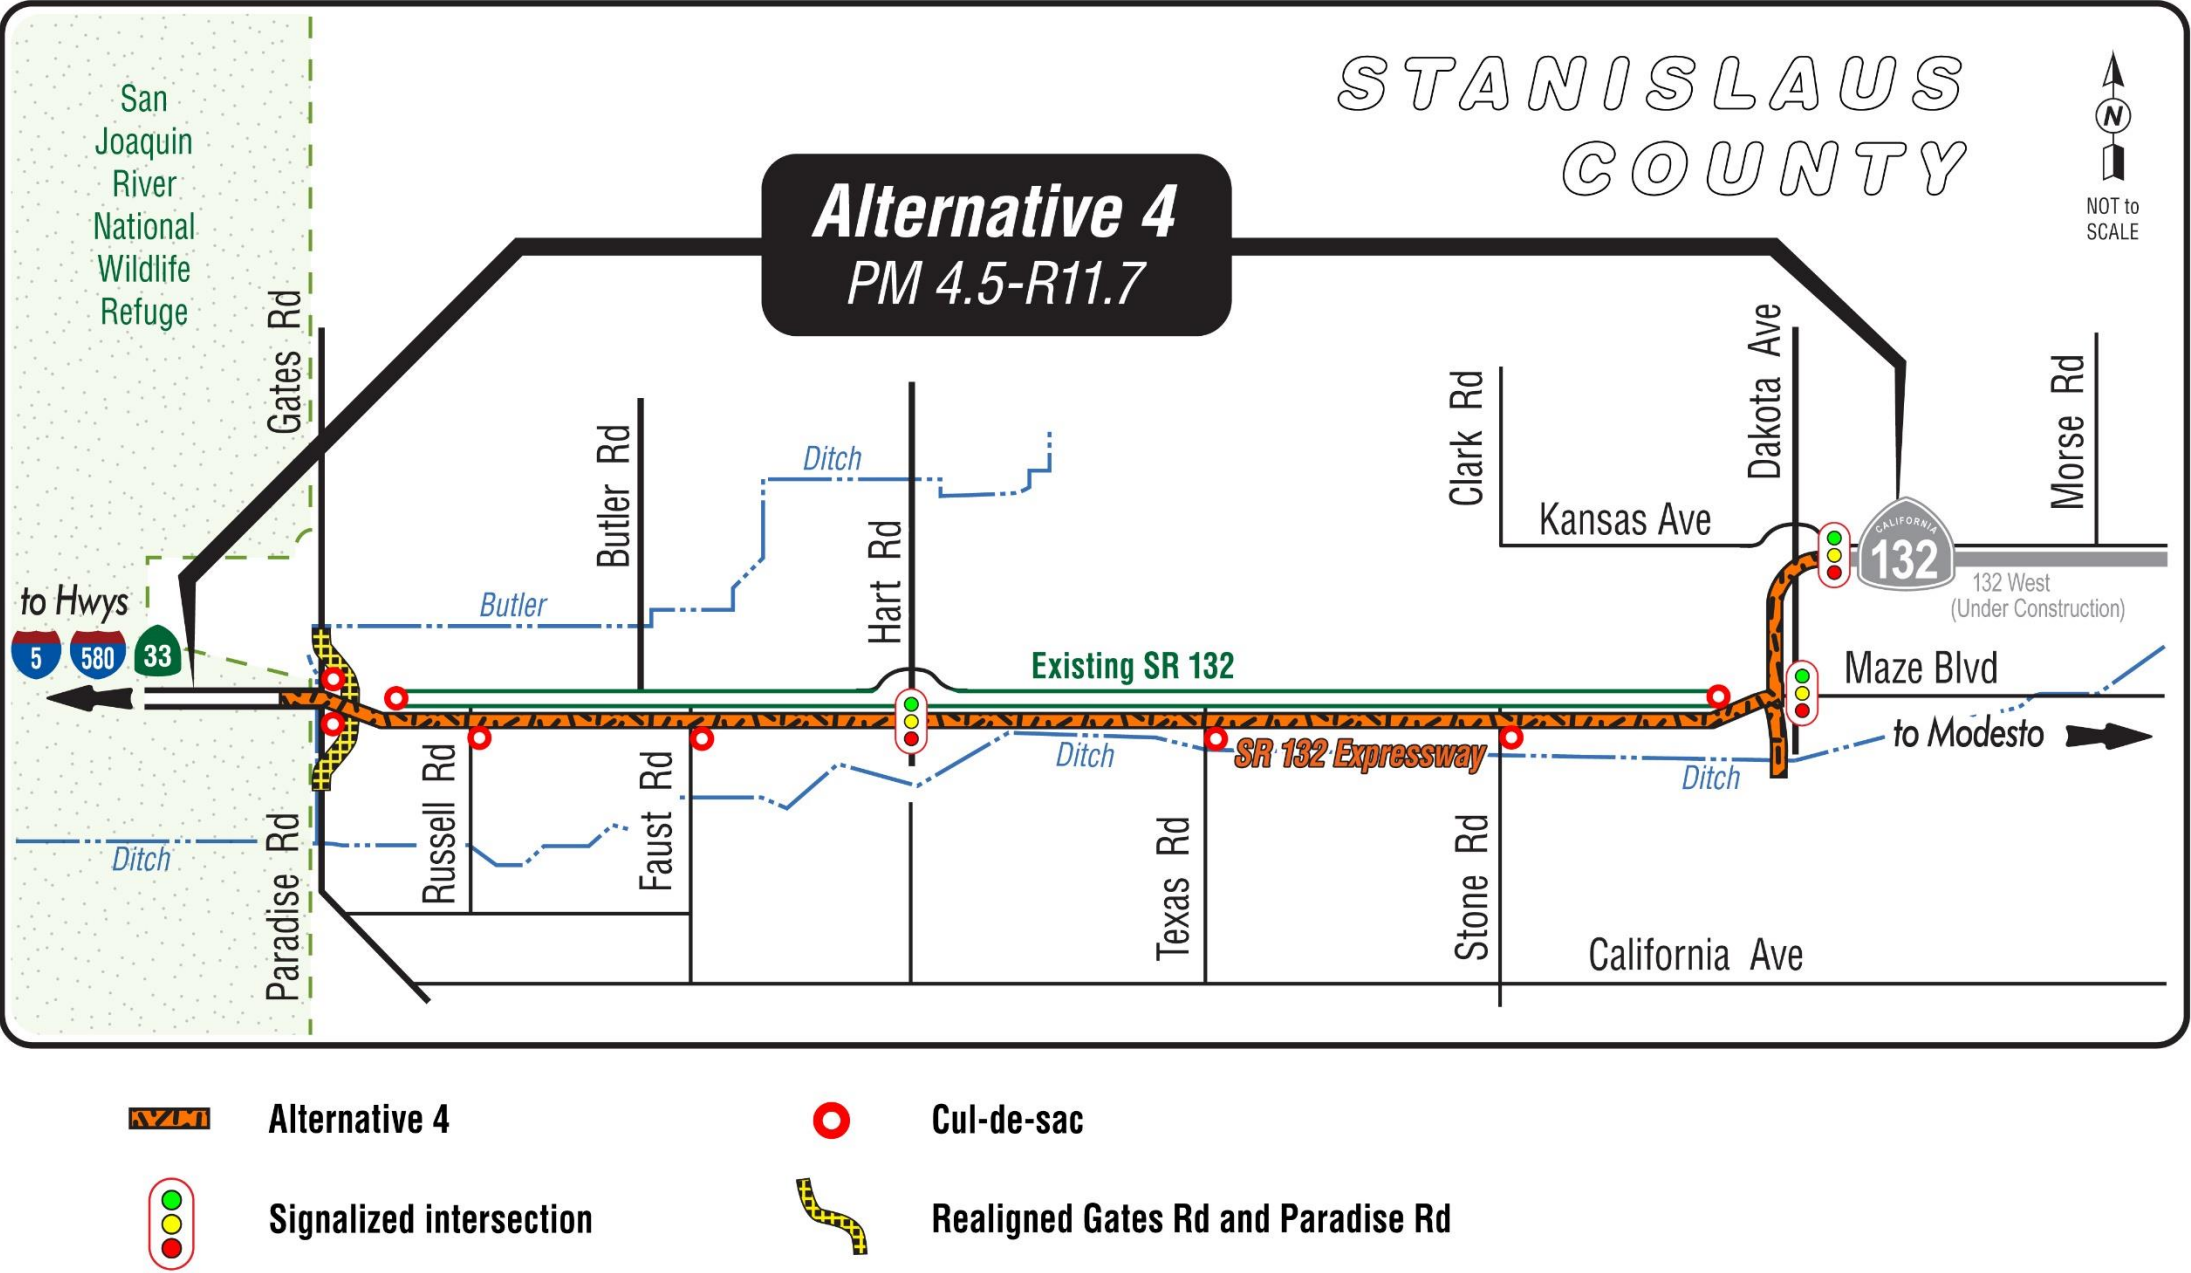 STANISLAUS
COUNTY
N
NOT to
SCALE
San
Joaquin
River
National
Wildlife
Refuge
Alternative 4
PM 4.5-R11.7
Gates Rd
Butler Rd
Hart Rd
Clark Rd
Dakota Ave
Morse Rd
Ditch
Kansas Ave
CALIFORNIA
132
132 West
(Under Construction)
to Hwys
5
580
33
Butler
Existing SR 132
Maze Blvd
to Modesto
SR 132 Expressway
Ditch
Ditch
Ditch
Paradise Rd
Russell Rd
Faust Rd
Texas Rd
Stone Rd
California Ave
Alternative 4
Cul-de-sac
Signalized intersection
Realigned Gates Rd and Paradise Rd